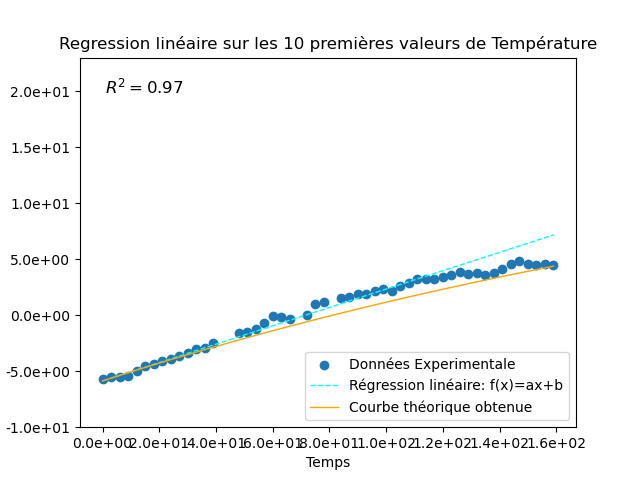 Regression linéaire sur les 10 premières valeurs de Température
R² = 0.97
2.0e+01
1.5e+01
1.0e+01
5.0e+00
0.0e+00
-5.0e+00
-1.0e+01
Données Experimentale
Régression linéaire: f(x)=ax+b
Courbe théorique obtenue
0.0e+00 2.0e+01 4.0e+01 6.0e+01 8.0e+01 1.0e+02 1.2e+02 1.4e+02 1.6e+02
Temps